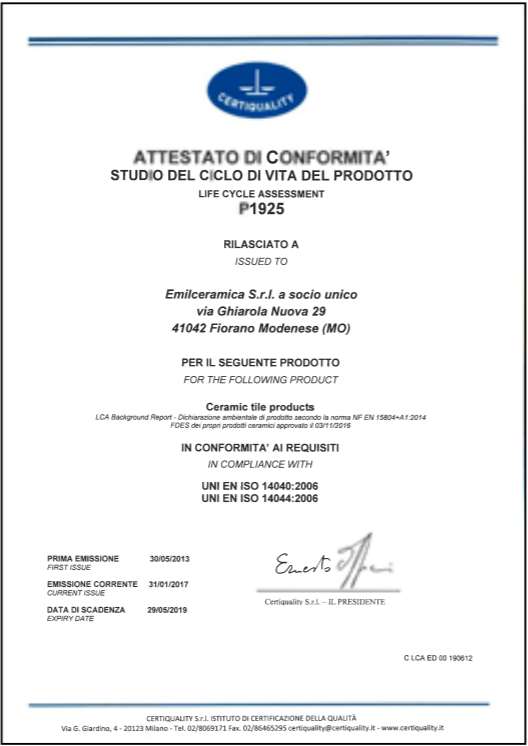 CERTIQUALITY
ATTESTATO DI CONFORMITA'
STUDIO DEL CICLO DI VITA DEL PRODOTTO
LIFE CYCLE ASSESSMENT
P1925
RILASCIATO A
ISSUED TO
Emilceramica S.r.l. a socio unico
via Ghiarola Nuova 29
41042 Fiorano Modenese (MO)
PER IL SEGUENTE PRODOTTO
FOR THE FOLLOWING PRODUCT
Ceramic tile products
LCA Background Report - Dichiarazione ambientale di prodotto secondo la norma NF EN 15804+A1:2014
FDES dei propri prodotti ceramici approvato il 03/11/2016
IN CONFORMITA' AI REQUISITI
IN COMPLIANCE WITH
UNI EN ISO 14040:2006
UNI EN ISO 14044:2006
PRIMA EMISSIONE 30/05/2013
FIRST ISSUE
EMISSIONE CORRENTE 31/01/2017
CURRENT ISSUE
DATA DI SCADENZA 29/05/2019
EXPIRY DATE
Ernesto
Certiquality S.r.l. – IL PRESIDENTE
C LCA ED 00 190612
CERTIQUALITY S.r.l. ISTITUTO DI CERTIFICAZIONE DELLA QUALITÀ
Via G. Giardino, 4 - 20123 Milano - Tel. 02/8069171 Fax. 02/86465295 certiquality@certiquality.it - www.certiquality.it